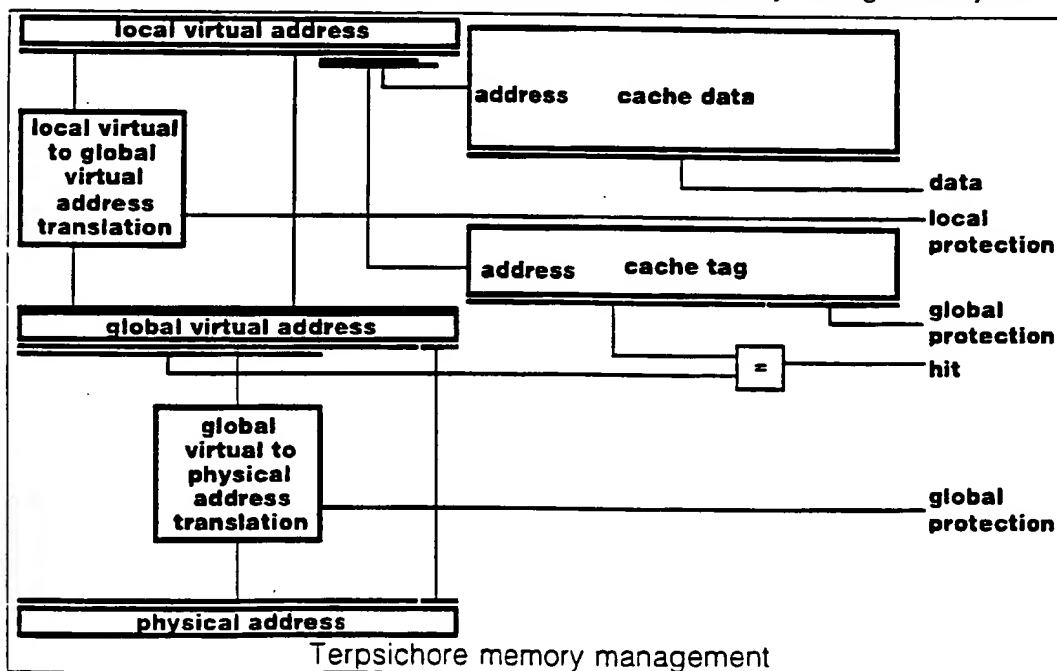 local virtual address
address cache data
local virtual
to global
virtual
address
translation
data
local
protection
address cache tag
global virtual address
global
protection
=
hit
global
virtual to
physical
address
translation
global
protection
physical address
Terpsichore memory management